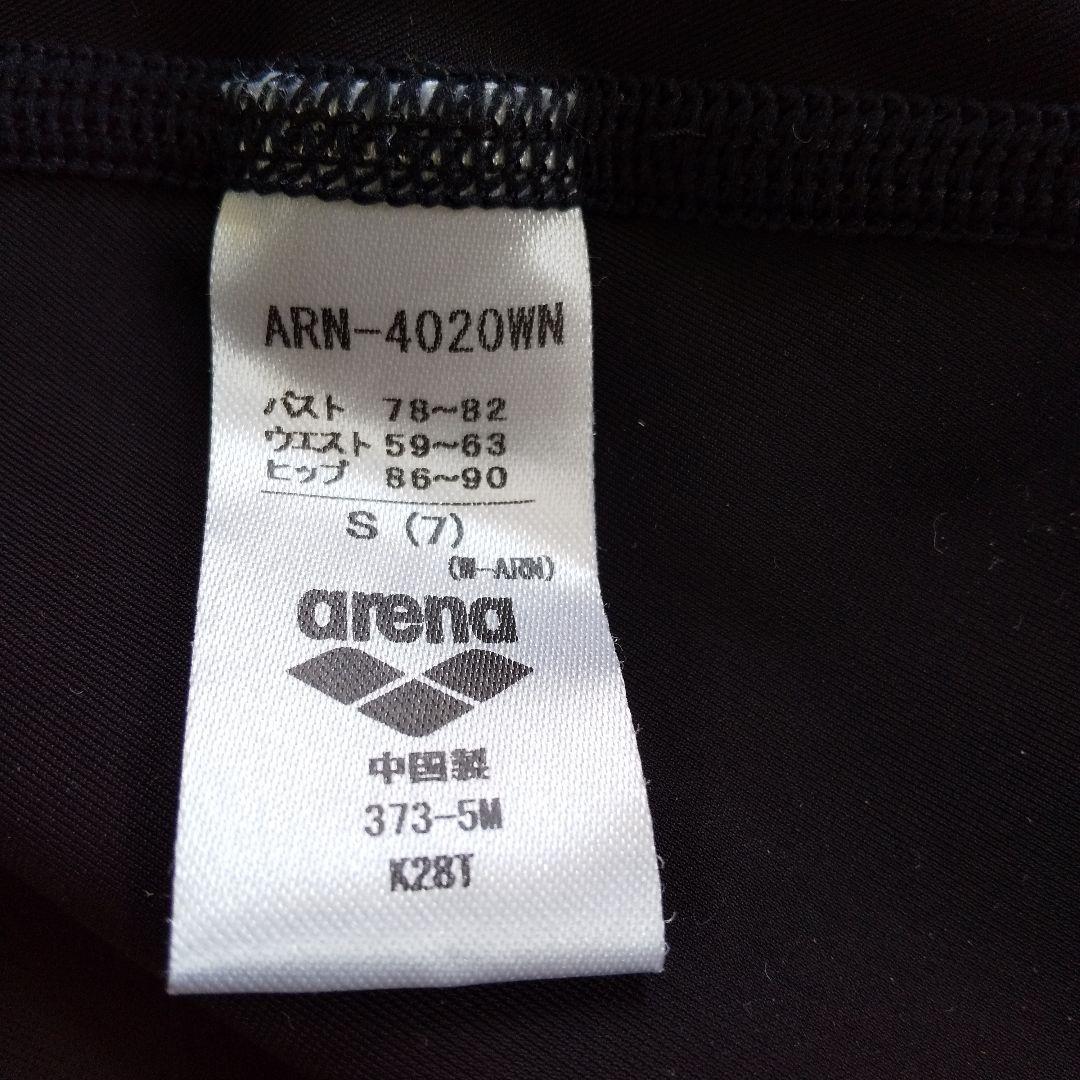 ARN-4020WN
バスト 78~82
ウエスト 59~63
ヒップ 86~90
S (7)
(W-ARN)
arena
中国製
373-5M
K28T